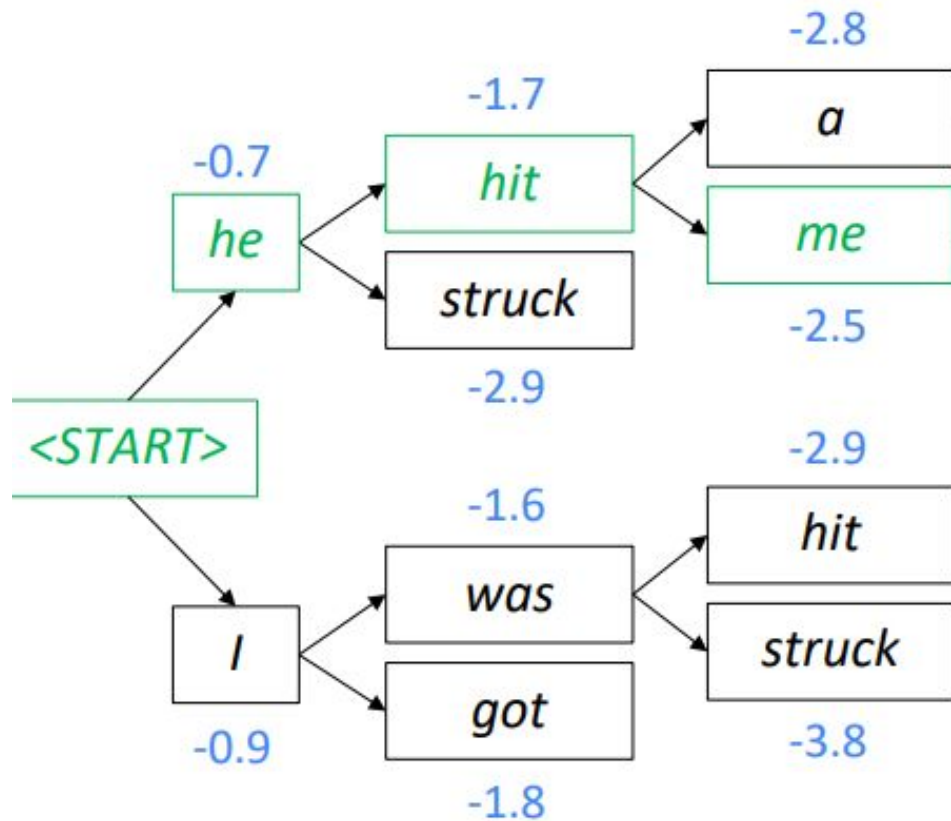 -2.8
-1.7
a
-0.7
hit
he
me
struck
-2.5
-2.9
<START>
-2.9
-1.6
hit
was
I
struck
got
-0.9
-3.8
-1.8